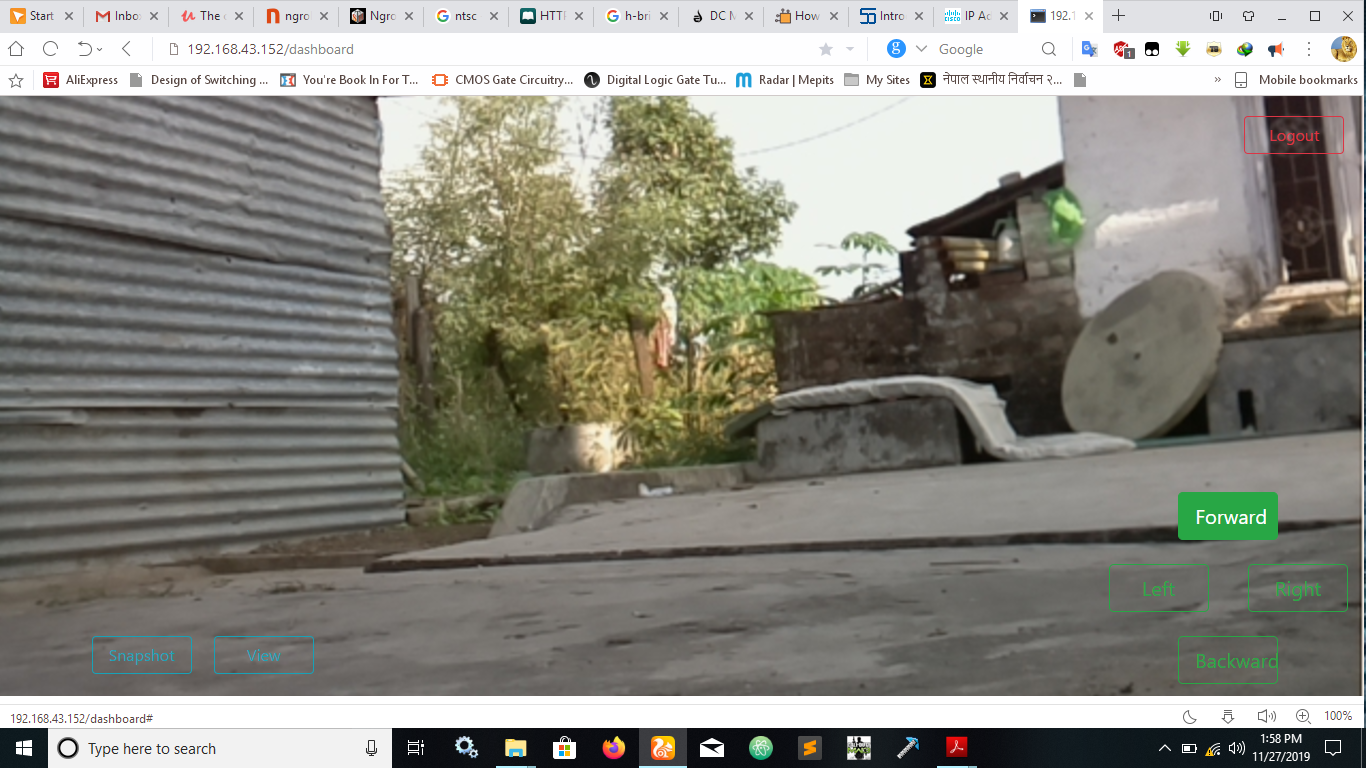 Start
Inbo
The
ngro
Ngro
ntsc
HTTP
h-bri
DC M
How
Intro
IP Ad
192.1
192.168.43.152/dashboard
Google
1
AliExpress
Design of Switching ...
You're Book In For T...
CMOS Gate Circuitry...
Digital Logic Gate Tu...
Radar | Mepits
My Sites
नेपाल स्थानीय निर्वाचन २...
»
Mobile bookmarks
Logout
Forward
Left
Right
Snapshot
View
Backward
192.168.43.152/dashboard#
100%
Type here to search
1:58 PM
11/27/2019